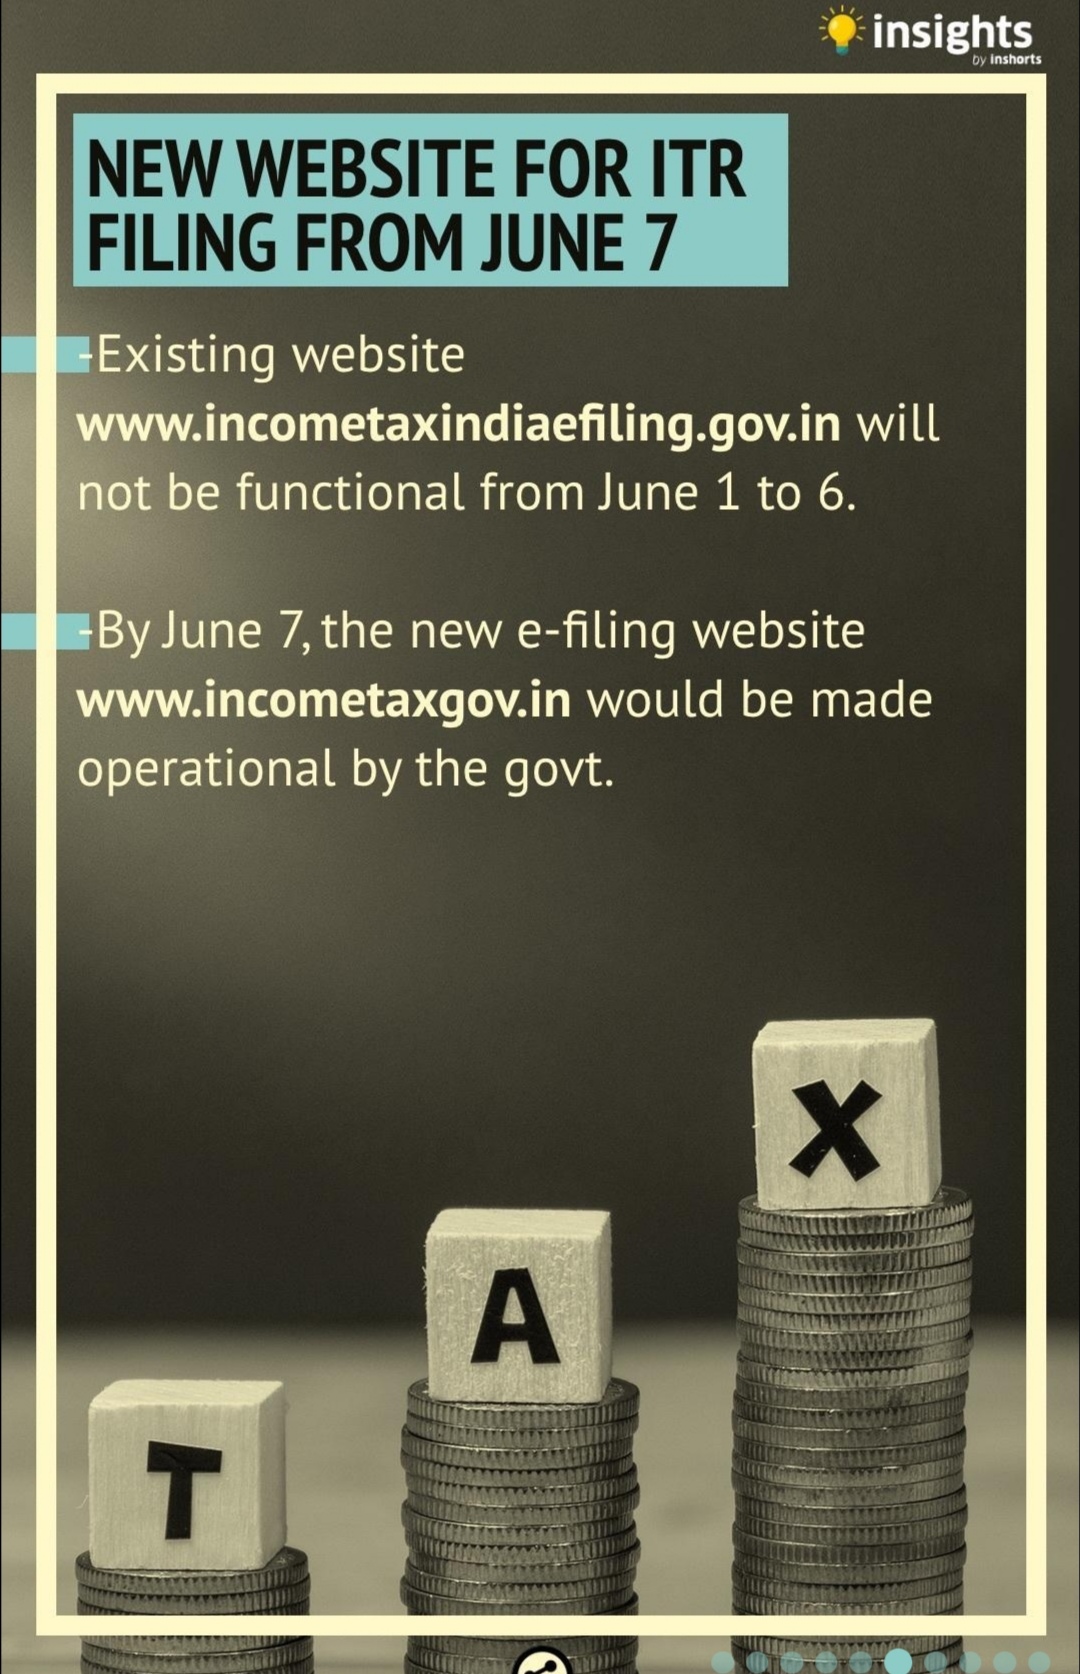 insights
by inshorts
NEW WEBSITE FOR ITR
FILING FROM JUNE 7
-Existing website
www.incometaxindiaefiling.gov.in will
not be functional from June 1 to 6.
-By June 7, the new e-filing website
www.incometaxgov.in would be made
operational by the govt.
X
A
T